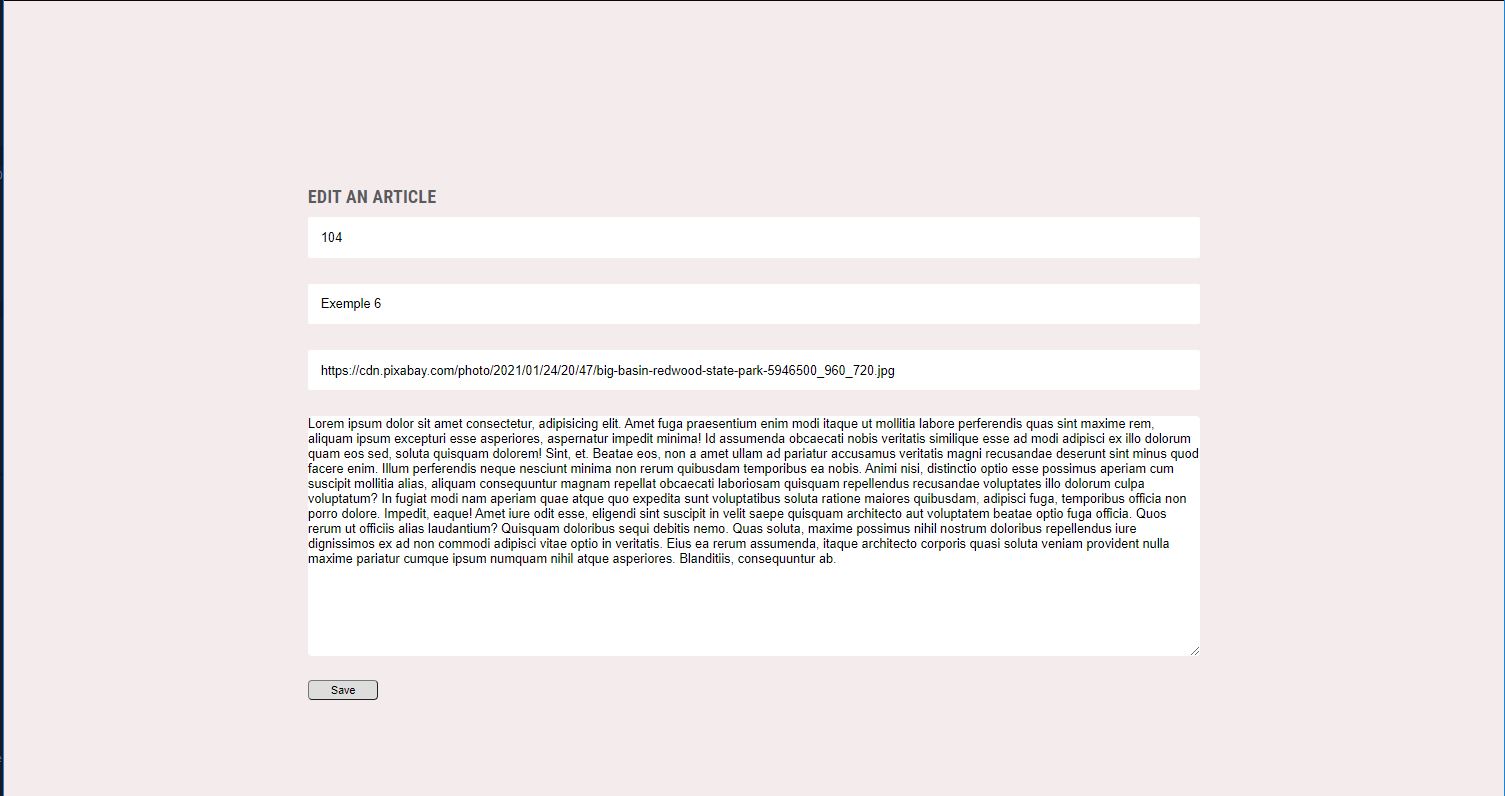 EDIT AN ARTICLE
104
Exemple 6
https://cdn.pixabay.com/photo/2021/01/24/20/47/big-basin-redwood-state-park-5946500_960_720.jpg
Lorem ipsum dolor sit amet consectetur, adipisicing elit. Amet fuga praesentium enim modi itaque ut mollitia labore perferendis quas sint maxime rem,
aliquam ipsum excepturi esse asperiores, aspernatur impedit minima! Id assumenda obcaecati nobis veritatis similique esse ad modi adipisci ex illo dolorum
quam eos sed, soluta quisquam dolorem! Sint, et. Beatae eos, non a amet ullam ad pariatur accusamus veritatis magni recusandae deserunt sint minus quod
facere enim. Illum perferendis neque nesciunt minima non rerum quibusdam temporibus ea nobis. Animi nisi, distinctio optio esse possimus aperiam cum
suscipit mollitia alias, aliquam consequuntur magnam repellat obcaecati laboriosam quisquam repellendus recusandae voluptates illo dolorum culpa
voluptatum? In fugiat modi nam aperiam quae atque quo expedita sunt voluptatibus soluta ratione maiores quibusdam, adipisci fuga, temporibus officia non
porro dolore. Impedit, eaque! Amet iure odit esse, eligendi sint suscipit in velit saepe quisquam architecto aut voluptatem beatae optio fuga officia. Quos
rerum ut officiis alias laudantium? Quisquam doloribus sequi debitis nemo. Quas soluta, maxime possimus nihil nostrum doloribus repellendus iure
dignissimos ex ad non commodi adipisci vitae optio in veritatis. Eius ea rerum assumenda, itaque architecto corporis quasi soluta veniam provident nulla
maxime pariatur cumque ipsum numquam nihil atque asperiores. Blanditiis, consequuntur ab.
Save